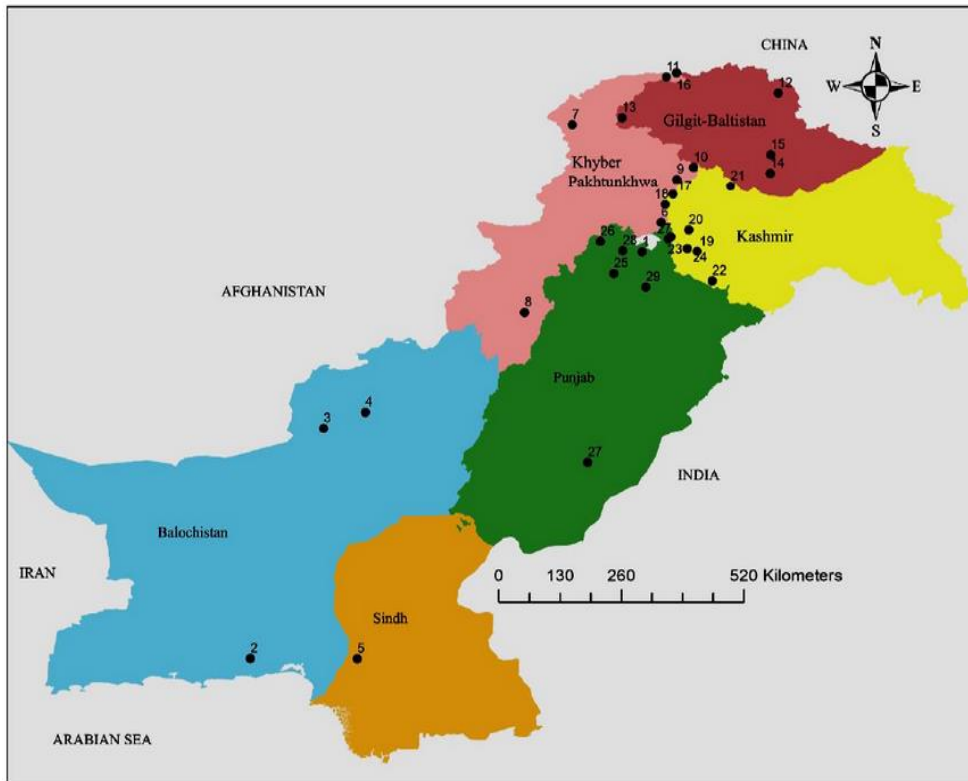 CHINA
N
W E
S
11
16
12
13
7
Gilgit-Baltistan
15
14
Khyber
Pakhtunkhwa
10
9
17
21
18
6
20
Kashmir
27
23
19
24
26
28
1
25
29
22
AFGHANISTAN
8
Punjab
4
3
27
INDIA
Balochistan
IRAN
0 130 260 520 Kilometers
Sindh
2
5
ARABIAN SEA